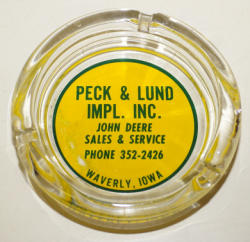 PECK & LUND
IMPL. INC.
JOHN DEERE
SALES & SERVICE
PHONE 352-2426
WAVERLY, IOWA